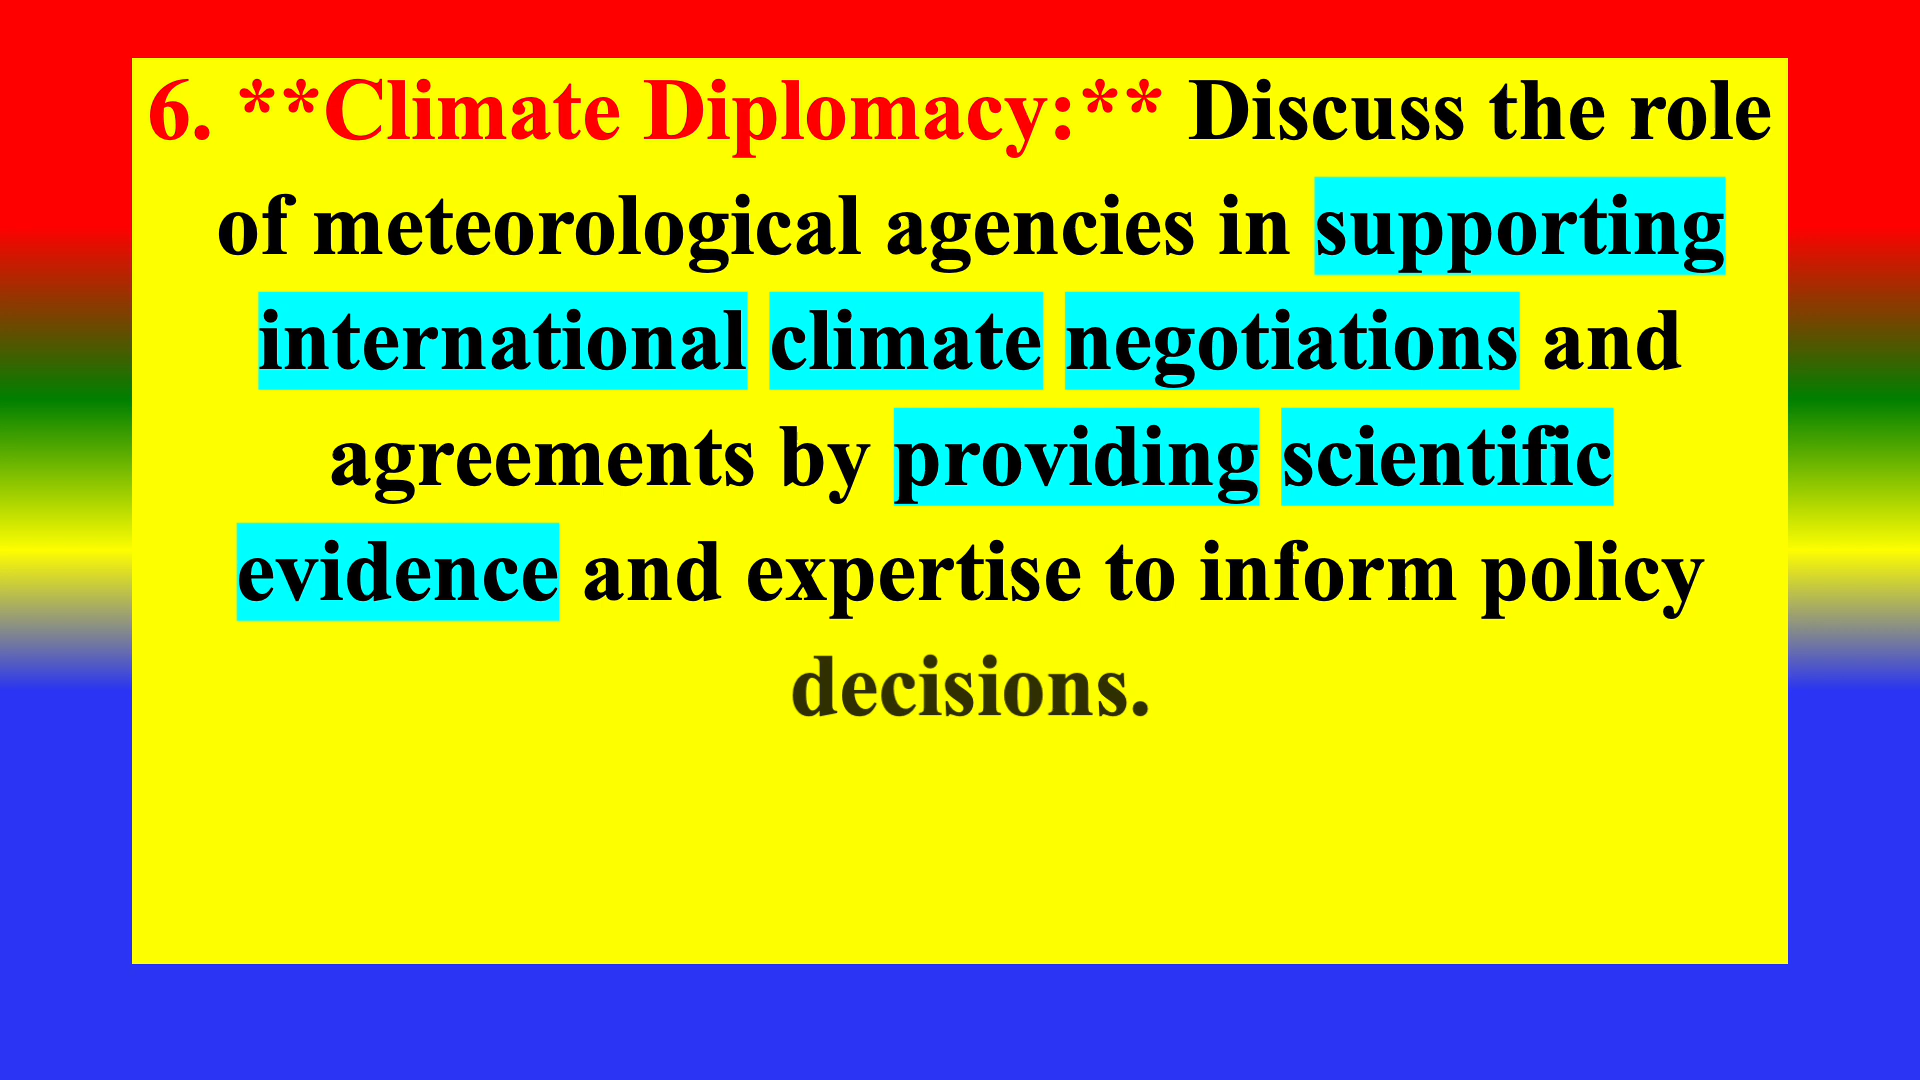 6. **Climate Diplomacy:** Discuss the role
of meteorological agencies in supporting
international climate negotiations and
agreements by providing scientific
evidence and expertise to inform policy
decisions.